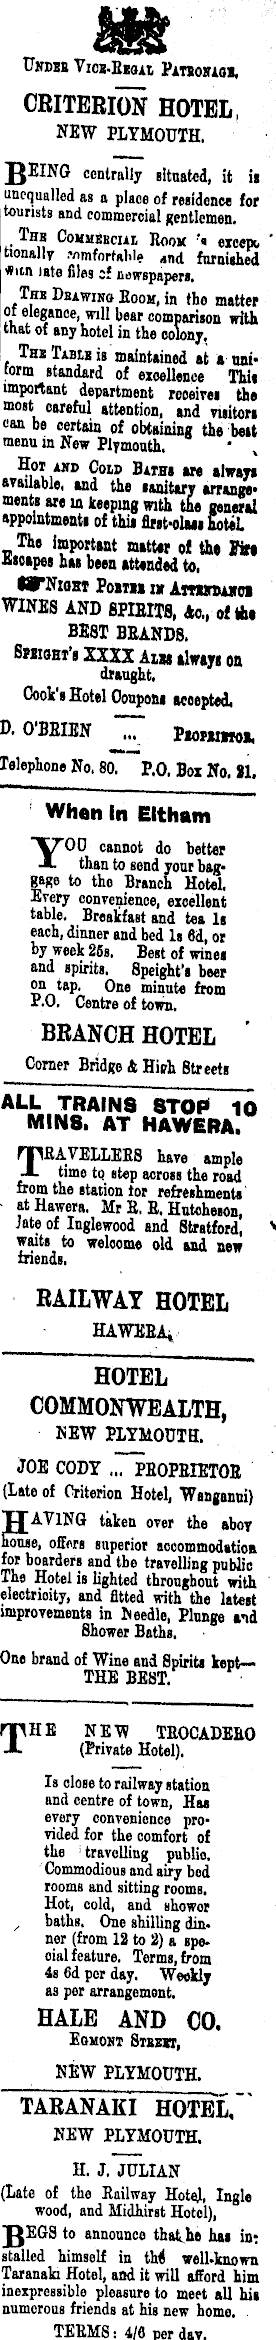 UNDER VICE-REGAL PATRONAGE.
CRITERION HOTEL,
NEW PLYMOUTH.
BEING centrally situated, it is
unequalled as a place of residence for
tourists and commercial gentlemen.
THE COMMERCIAL ROOM is excep.
tionally comfortable and furnished
with late files of newspapers.
THE DRAWING ROOM, in the matter
of elegance, will bear comparison with
that of any hotel in the colony.
THE TABLE is maintained at a uni-
form standard of excellence This
important department receives the
most careful attention, and visitors
can be certain of obtaining the best
menu in New Plymouth.
HOT AND COLD BATHS are always
available, and the sanitary arrange-
ments are in keeping with the general
appointments of this first-class hotel.
The important matter of the Fire
Escapes has been attended to.
NIGHT PORTER IN ATTENDANCE
WINES AND SPIRITS, &c., of the
BEST BRANDS.
SPEIGHT'S XXXX ALES always on
draught.
Cook's Hotel Coupons accepted.
D. O'BRIEN ... PROPRIETOR.
Telephone No. 80. P.O. Box No. 21.
When in Eltham
YOU cannot do better
than to send your bag-
gage to the Branch Hotel.
Every convenience, excellent
table. Breakfast and tea 1s
each, dinner and bed 1s 6d, or
by week 25s. Best of wines
and spirits. Speight's beer
on tap. One minute from
P.O. Centre of town.
BRANCH HOTEL
Corner Bridge & High Streets
ALL TRAINS STOP 10
MINS. AT HAWERA.
TRAVELLERS have ample
time to step across the road
from the station for refreshments
at Hawera. Mr R. R. Hutcheson,
late of Inglewood and Stratford,
waits to welcome old and new
friends.
RAILWAY HOTEL
HAWERA.
HOTEL
COMMONWEALTH,
NEW PLYMOUTH.
JOE CODY ... PROPRIETOR
(Late of Criterion Hotel, Wanganui)
HAVING taken over the abov
house, offers superior accommodation
for boarders and the travelling public
The Hotel is lighted throughout with
electricity, and fitted with the latest
improvements in Needle, Plunge and
Shower Baths.
One brand of Wine and Spirits kept—
THE BEST.
THE NEW TROCADERO
(Private Hotel).
Is close to railway station
and centre of town, Has
every convenience pro-
vided for the comfort of
the travelling public.
Commodious and airy bed
rooms and sitting rooms.
Hot, cold, and shower
baths. One shilling din-
ner (from 12 to 2) a spe-
cial feature. Terms, from
4s 6d per day. Weekly
as per arrangement.
HALE AND CO.
EGMONT STREET,
NEW PLYMOUTH.
TARANAKI HOTEL,
NEW PLYMOUTH.
H. J. JULIAN
(Late of the Railway Hotel, Ingle
wood, and Midhirst Hotel),
BEGS to announce that he has in-
stalled himself in the well-known
Taranaki Hotel, and it will afford him
inexpressible pleasure to meet all his
numerous friends at his new home.
TERMS: 4/6 per day.